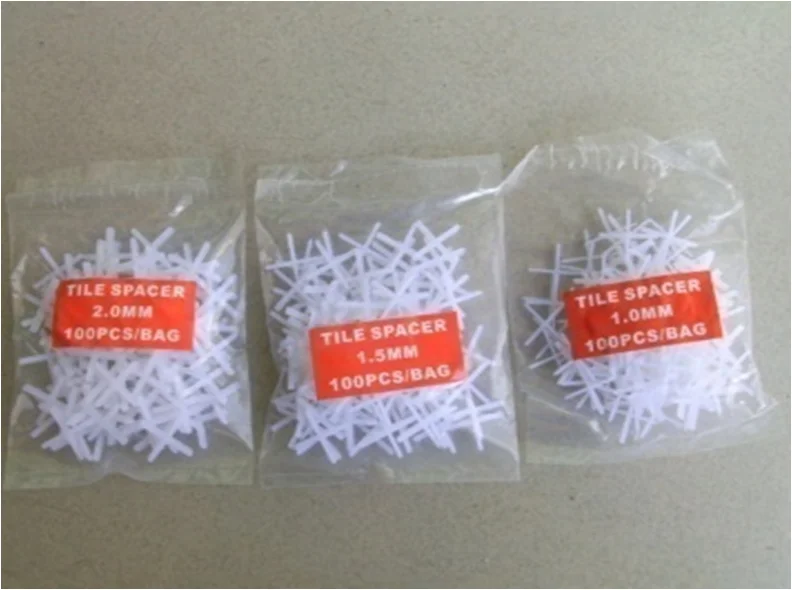 TILE SPACER
2.0MM
100PCS/BAG
TILE SPACER
1.5MM
100PCS/BAG
TILE SPACER
1.0MM
100PCS/BAG